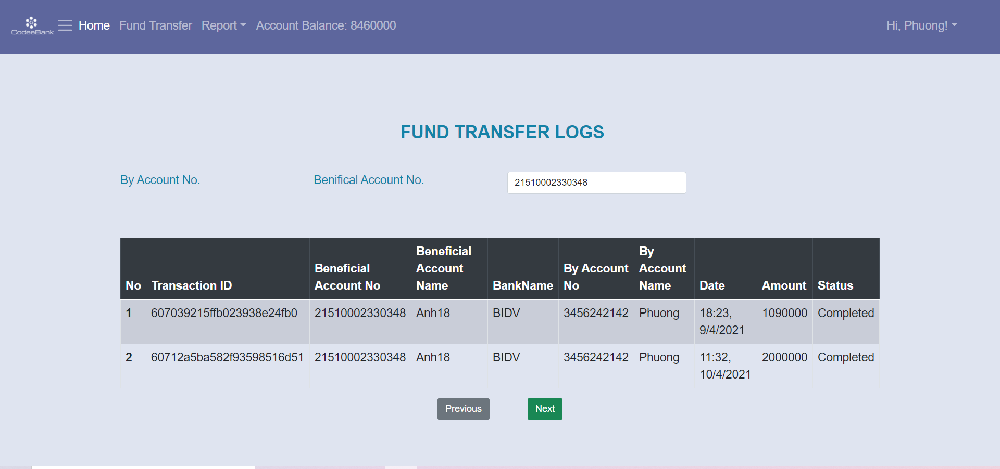 CodeeBank Home Fund Transfer Report Account Balance: 8460000 Hi, Phuong!
FUND TRANSFER LOGS
By Account No. Benifical Account No. 21510002330348
No Transaction ID Beneficial Account No Beneficial Account Name BankName By Account No By Account Name Date Amount Status
1 607039215ffb023938e24fb0 21510002330348 Anh18 BIDV 3456242142 Phuong 18:23, 9/4/2021 1090000 Completed
2 60712a5ba582f93598516d51 21510002330348 Anh18 BIDV 3456242142 Phuong 11:32, 10/4/2021 2000000 Completed
Previous Next